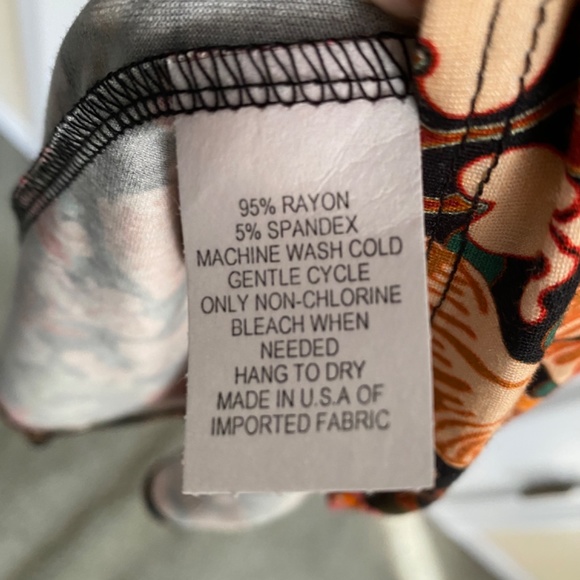 95% RAYON
5% SPANDEX
MACHINE WASH COLD
GENTLE CYCLE
ONLY NON-CHLORINE
BLEACH WHEN
NEEDED
HANG TO DRY
MADE IN U.S.A OF
IMPORTED FABRIC